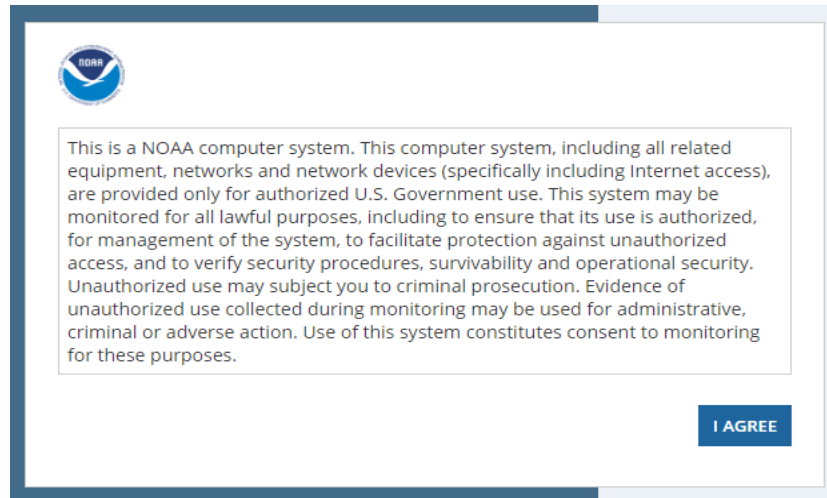 NOAA
This is a NOAA computer system. This computer system, including all related
equipment, networks and network devices (specifically including Internet access),
are provided only for authorized U.S. Government use. This system may be
monitored for all lawful purposes, including to ensure that its use is authorized,
for management of the system, to facilitate protection against unauthorized
access, and to verify security procedures, survivability and operational security.
Unauthorized use may subject you to criminal prosecution. Evidence of
unauthorized use collected during monitoring may be used for administrative,
criminal or adverse action. Use of this system constitutes consent to monitoring
for these purposes.
I AGREE